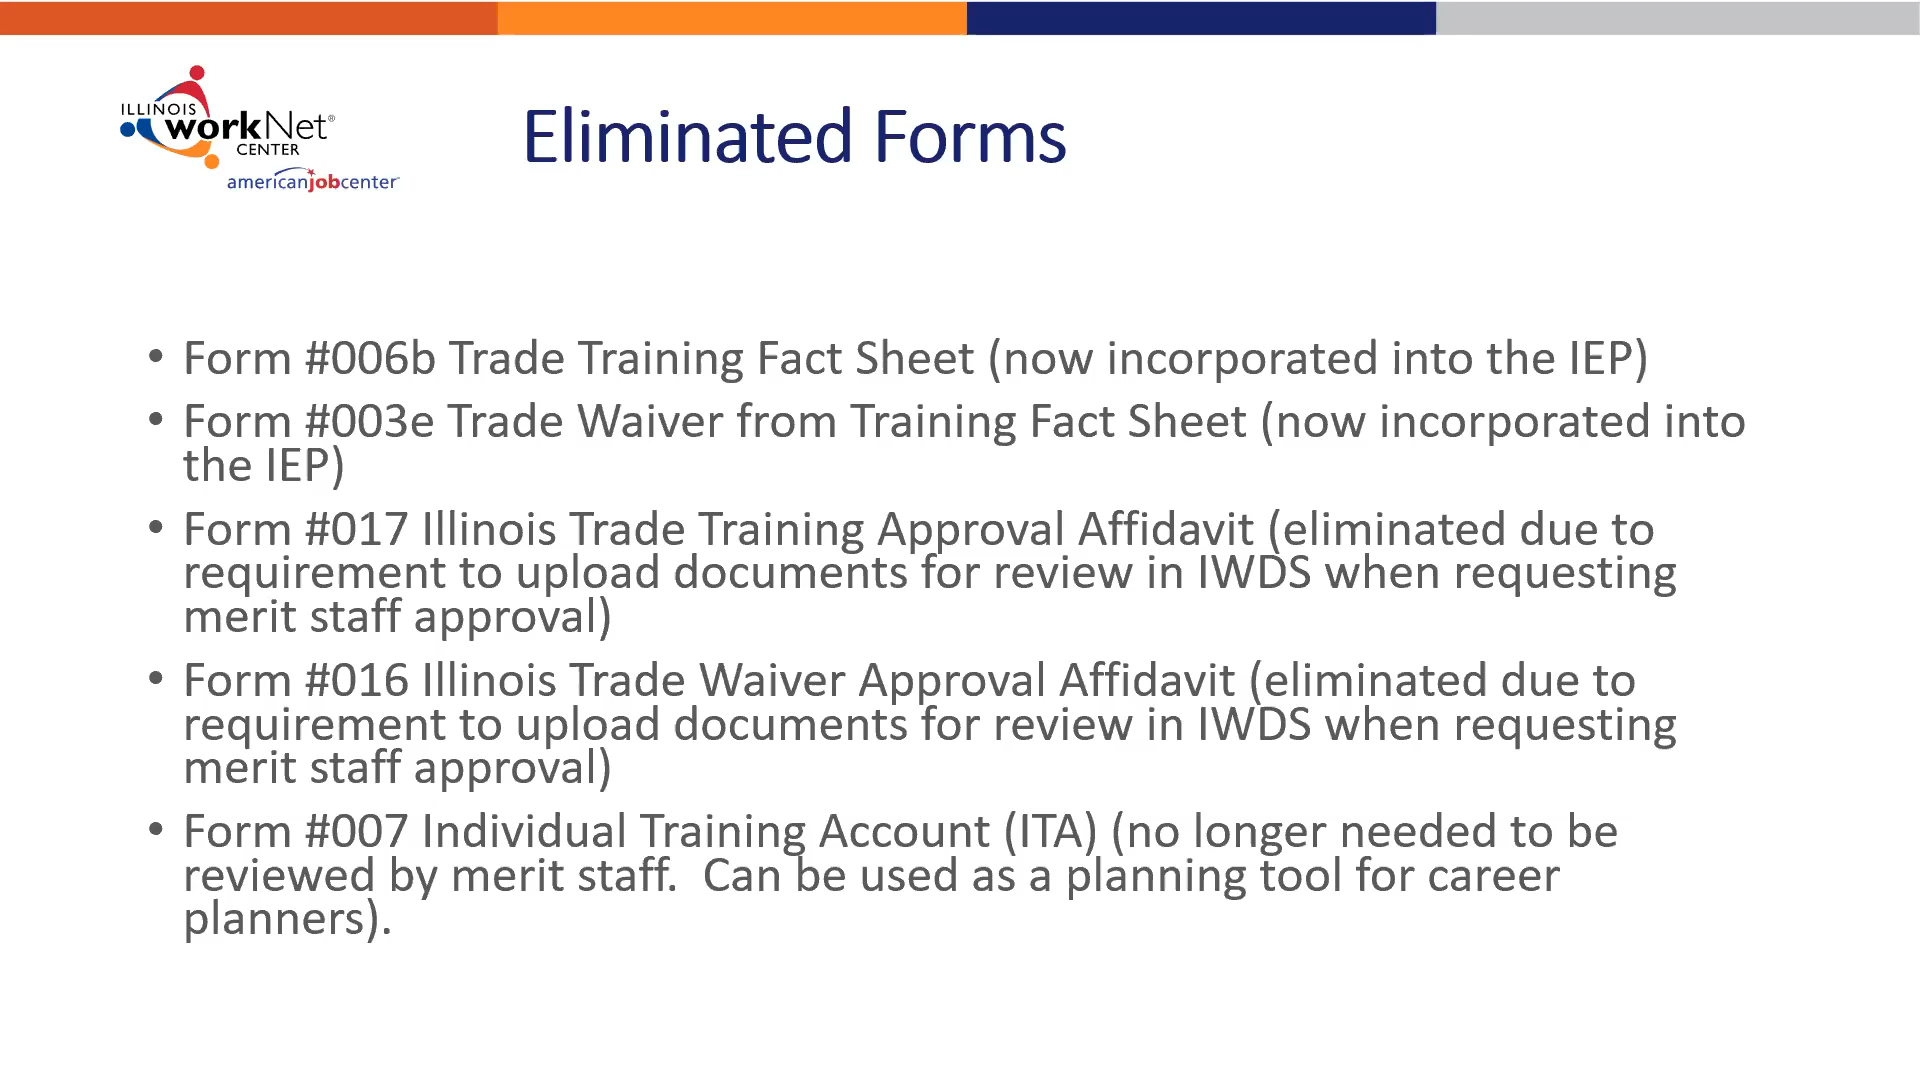 ILLINOIS
workNet®
CENTER
americanjobcenter
Eliminated Forms
• Form #006b Trade Training Fact Sheet (now incorporated into the IEP)
• Form #003e Trade Waiver from Training Fact Sheet (now incorporated into
the IEP)
• Form #017 Illinois Trade Training Approval Affidavit (eliminated due to
requirement to upload documents for review in IWDS when requesting
merit staff approval)
• Form #016 Illinois Trade Waiver Approval Affidavit (eliminated due to
requirement to upload documents for review in IWDS when requesting
merit staff approval)
• Form #007 Individual Training Account (ITA) (no longer needed to be
reviewed by merit staff.  Can be used as a planning tool for career
planners).